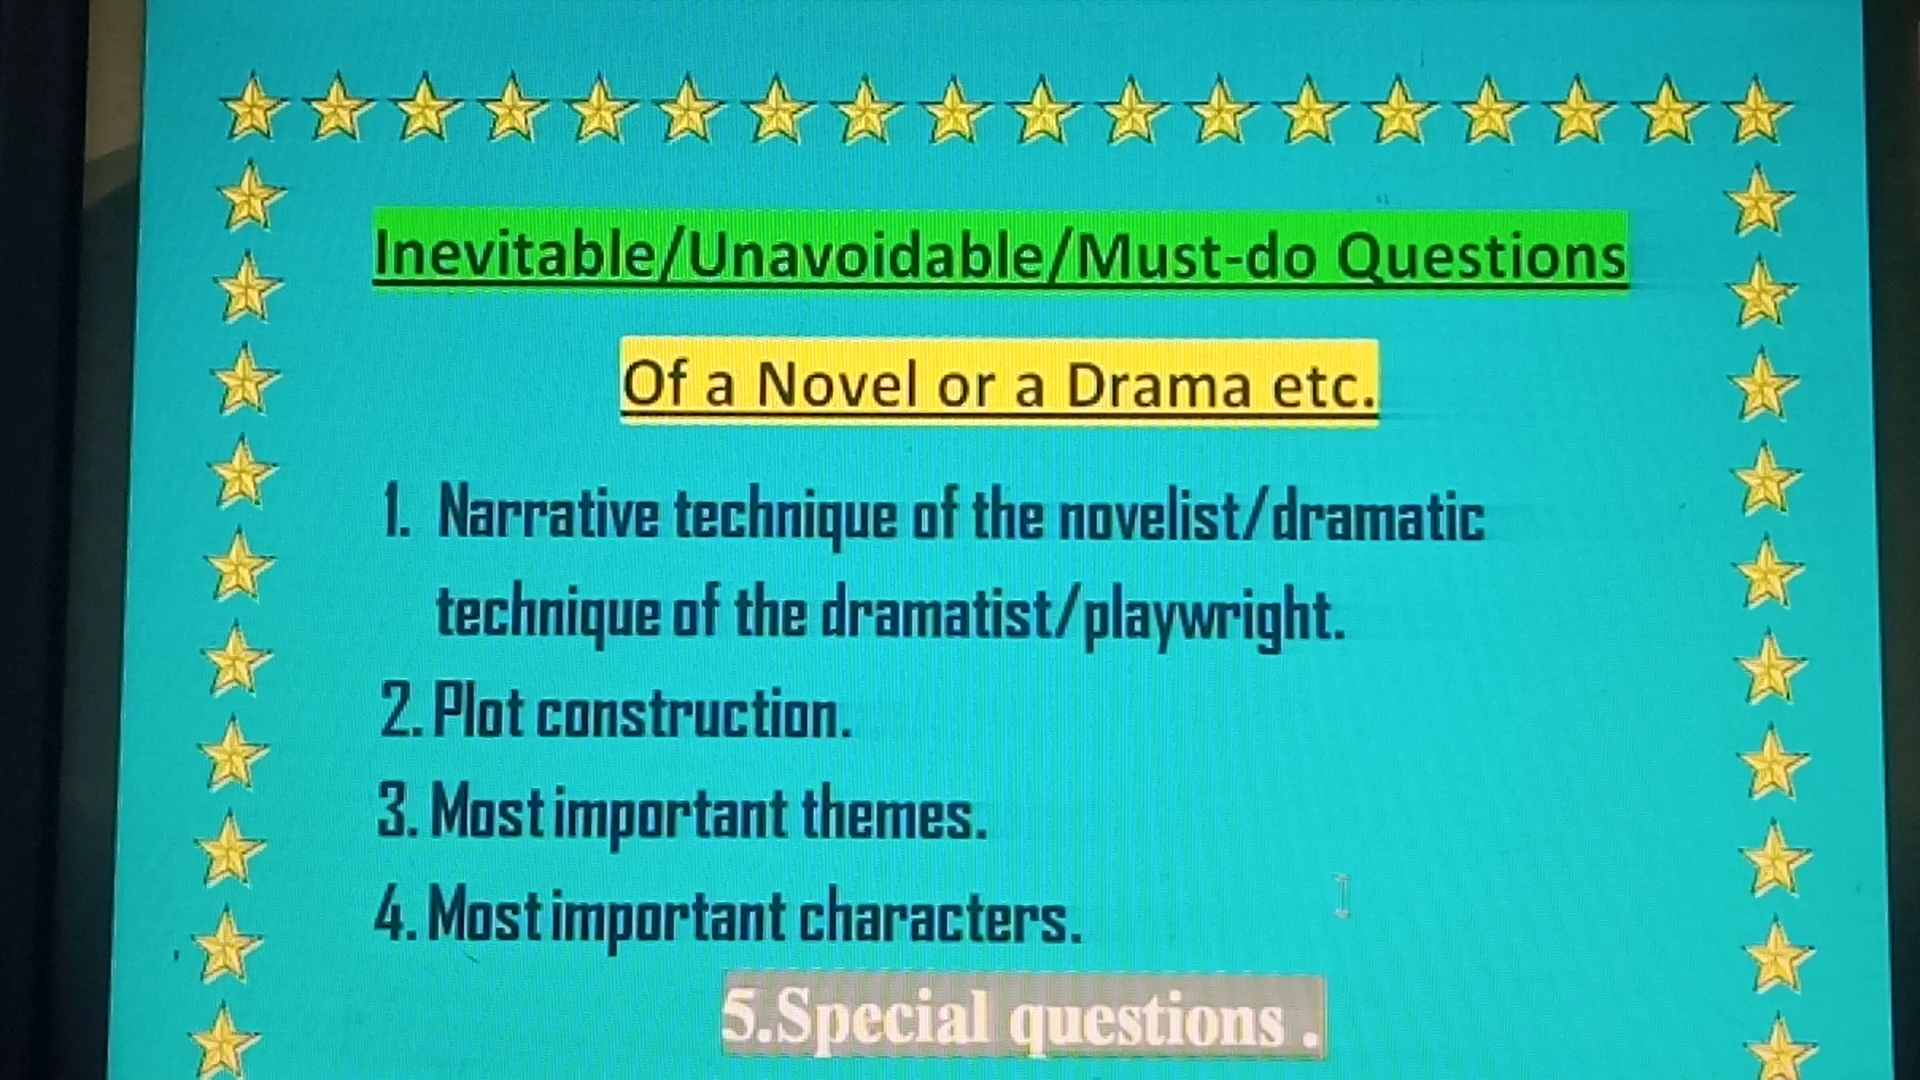 Inevitable/Unavoidable/Must-do Questions
Of a Novel or a Drama etc.
1. Narrative technique of the novelist/dramatic
technique of the dramatist/playwright.
2. Plot construction.
3. Most important themes.
4. Most important characters.
5.Special questions .